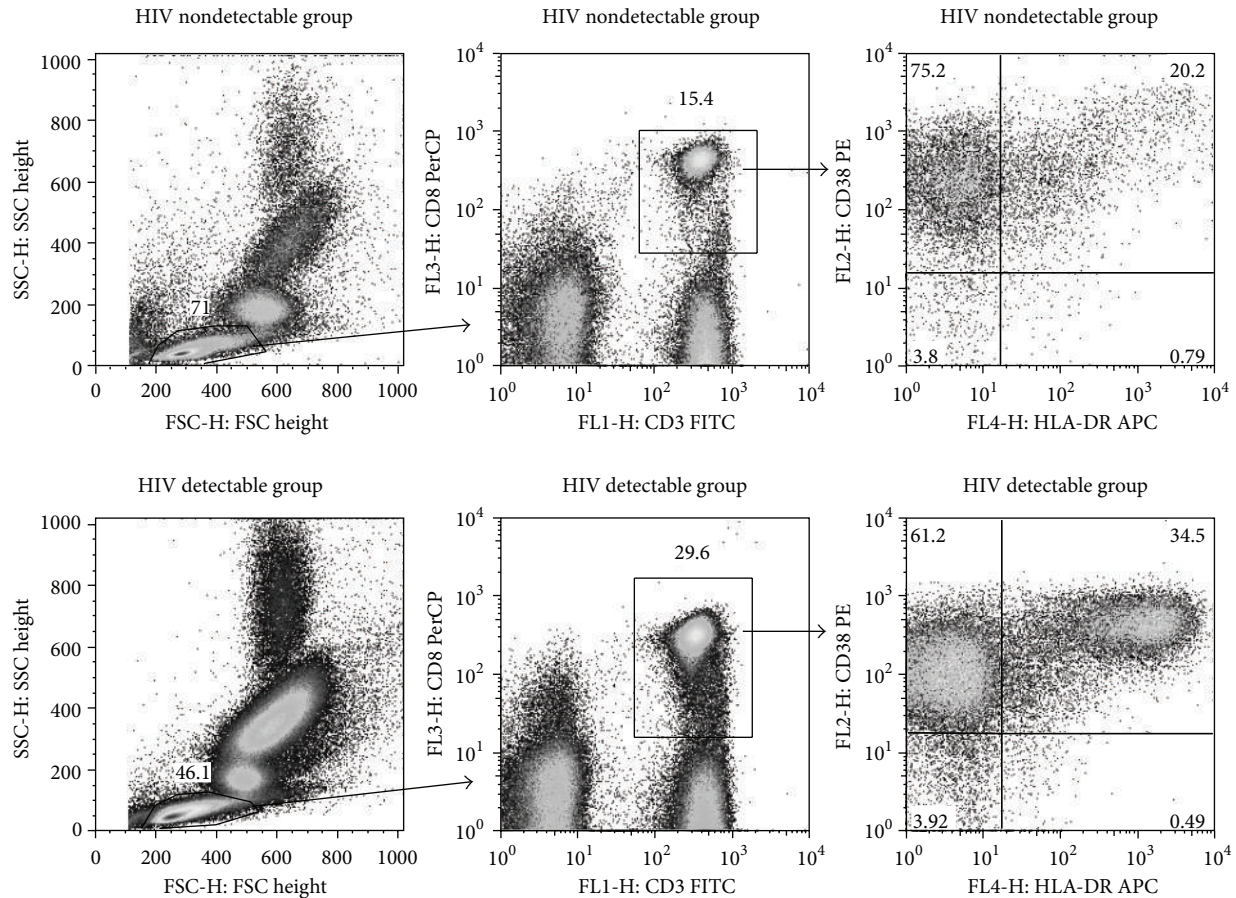 HIV nondetectable group
1000
800
600
400
200
0
SSC-H: SSC height
71
0 200 400 600 800 1000
FSC-H: FSC height
HIV nondetectable group
10^4
10^3
10^2
10^1
10^0
FL3-H: CD8 PerCP
15.4
10^0 10^1 10^2 10^3 10^4
FL1-H: CD3 FITC
HIV nondetectable group
10^4
10^3
10^2
10^1
10^0
FL2-H: CD38 PE
75.2 20.2
3.8 0.79
10^0 10^1 10^2 10^3 10^4
FL4-H: HLA-DR APC
HIV detectable group
1000
800
600
400
200
0
SSC-H: SSC height
46.1
0 200 400 600 800 1000
FSC-H: FSC height
HIV detectable group
10^4
10^3
10^2
10^1
10^0
FL3-H: CD8 PerCP
29.6
10^0 10^1 10^2 10^3 10^4
FL1-H: CD3 FITC
HIV detectable group
10^4
10^3
10^2
10^1
10^0
FL2-H: CD38 PE
61.2 34.5
3.92 0.49
10^0 10^1 10^2 10^3 10^4
FL4-H: HLA-DR APC